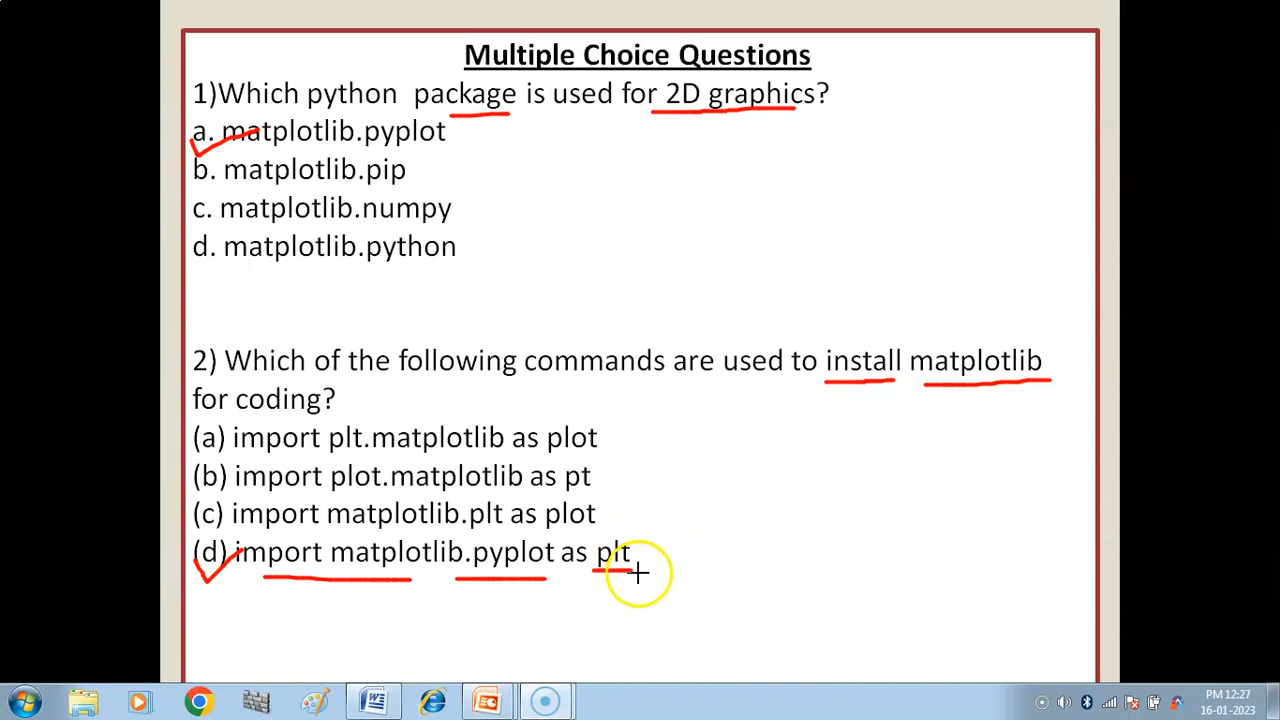 Multiple Choice Questions
1)Which python package is used for 2D graphics?
a. matplotlib.pyplot
b. matplotlib.pip
c. matplotlib.numpy
d. matplotlib.python
2) Which of the following commands are used to install matplotlib
for coding?
(a) import plt.matplotlib as plot
(b) import plot.matplotlib as pt
(c) import matplotlib.plt as plot
(d) import matplotlib.pyplot as plt
PM 12:27
16-01-2023